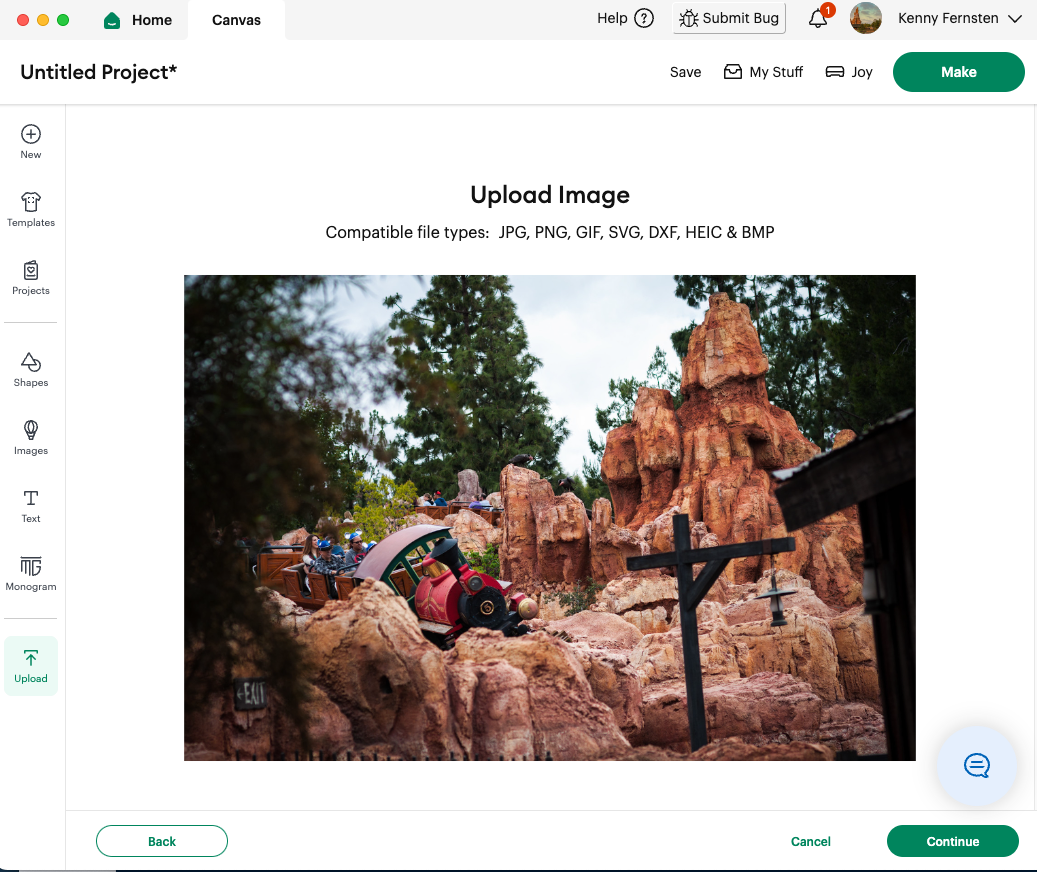 Home
Canvas
Help
Submit Bug
1
Kenny Fernsten
Untitled Project*
Save
My Stuff
Joy
Make
New
Templates
Projects
Shapes
Images
Text
Monogram
Upload
Upload Image
Compatible file types: JPG, PNG, GIF, SVG, DXF, HEIC & BMP
←EXIT
Back
Cancel
Continue